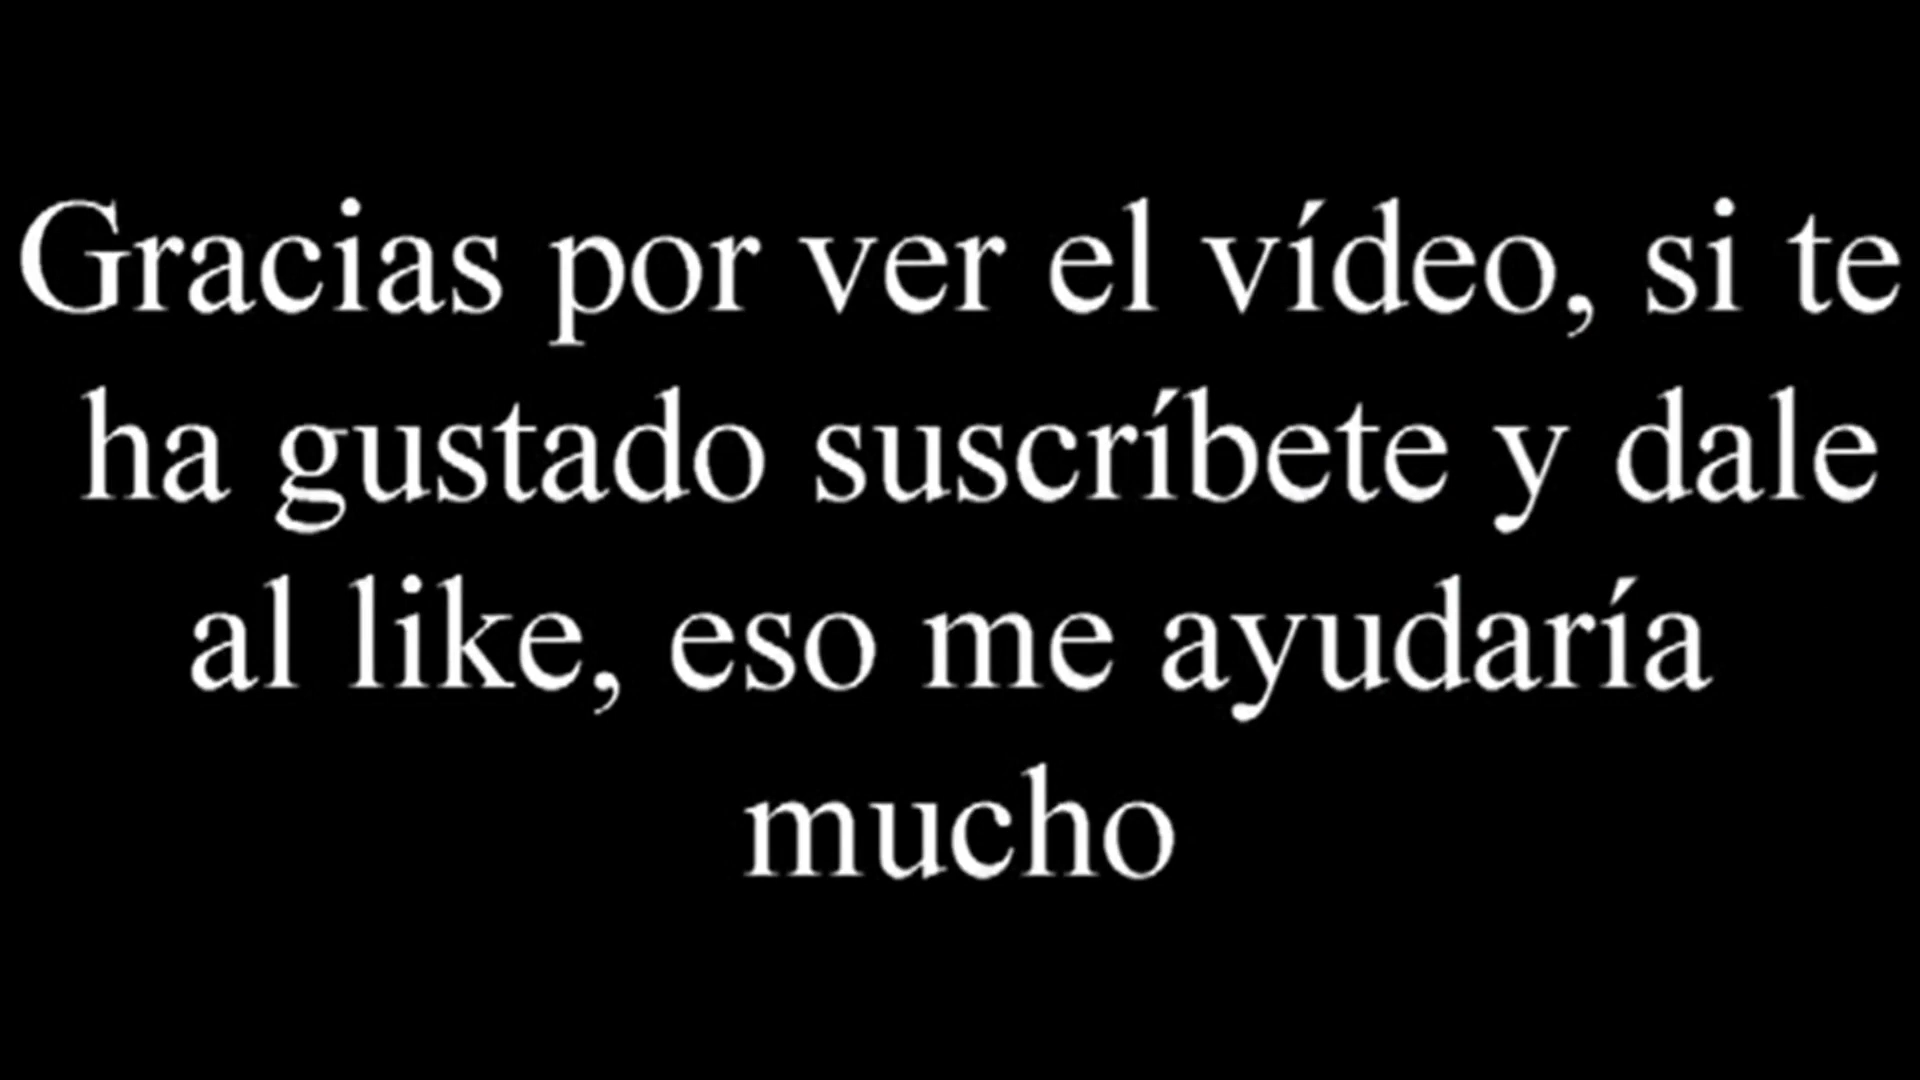 Gracias por ver el vídeo, si te
ha gustado suscríbete y dale
al like, eso me ayudaría
mucho